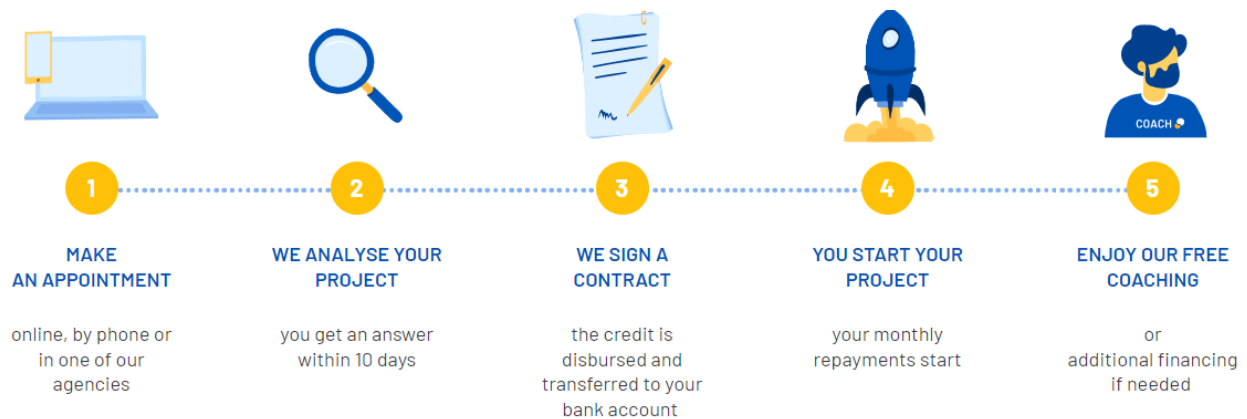 COACH
1
2
3
4
5
MAKE
AN APPOINTMENT
online, by phone or
in one of our
agencies
WE ANALYSE YOUR
PROJECT
you get an answer
within 10 days
WE SIGN A
CONTRACT
the credit is
disbursed and
transferred to your
bank account
YOU START YOUR
PROJECT
your monthly
repayments start
ENJOY OUR FREE
COACHING
or
additional financing
if needed